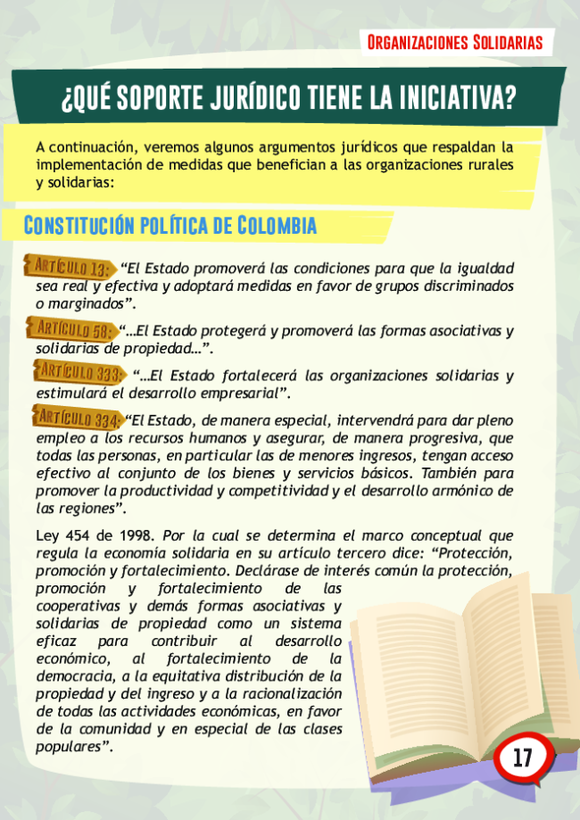 Organizaciones Solidarias
¿QUÉ SOPORTE JURÍDICO TIENE LA INICIATIVA?
A continuación, veremos algunos argumentos jurídicos que respaldan la
implementación de medidas que benefician a las organizaciones rurales
y solidarias:
Constitución política de Colombia
Artículo 13: “El Estado promoverá las condiciones para que la igualdad
sea real y efectiva y adoptará medidas en favor de grupos discriminados
o marginados”.
Artículo 58: “…El Estado protegerá y promoverá las formas asociativas y
solidarias de propiedad…”.
Artículo 333: “…El Estado fortalecerá las organizaciones solidarias y
estimulará el desarrollo empresarial”.
Artículo 334: “El Estado, de manera especial, intervendrá para dar pleno
empleo a los recursos humanos y asegurar, de manera progresiva, que
todas las personas, en particular las de menores ingresos, tengan acceso
efectivo al conjunto de los bienes y servicios básicos. También para
promover la productividad y competitividad y el desarrollo armónico de
las regiones”.
Ley 454 de 1998. Por la cual se determina el marco conceptual que
regula la economía solidaria en su artículo tercero dice: “Protección,
promoción y fortalecimiento. Declárase de interés común la protección,
promoción y fortalecimiento de las
cooperativas y demás formas asociativas y
solidarias de propiedad como un sistema
eficaz para contribuir al desarrollo
económico, al fortalecimiento de la
democracia, a la equitativa distribución de la
propiedad y del ingreso y a la racionalización
de todas las actividades económicas, en favor
de la comunidad y en especial de las clases
populares”.
17